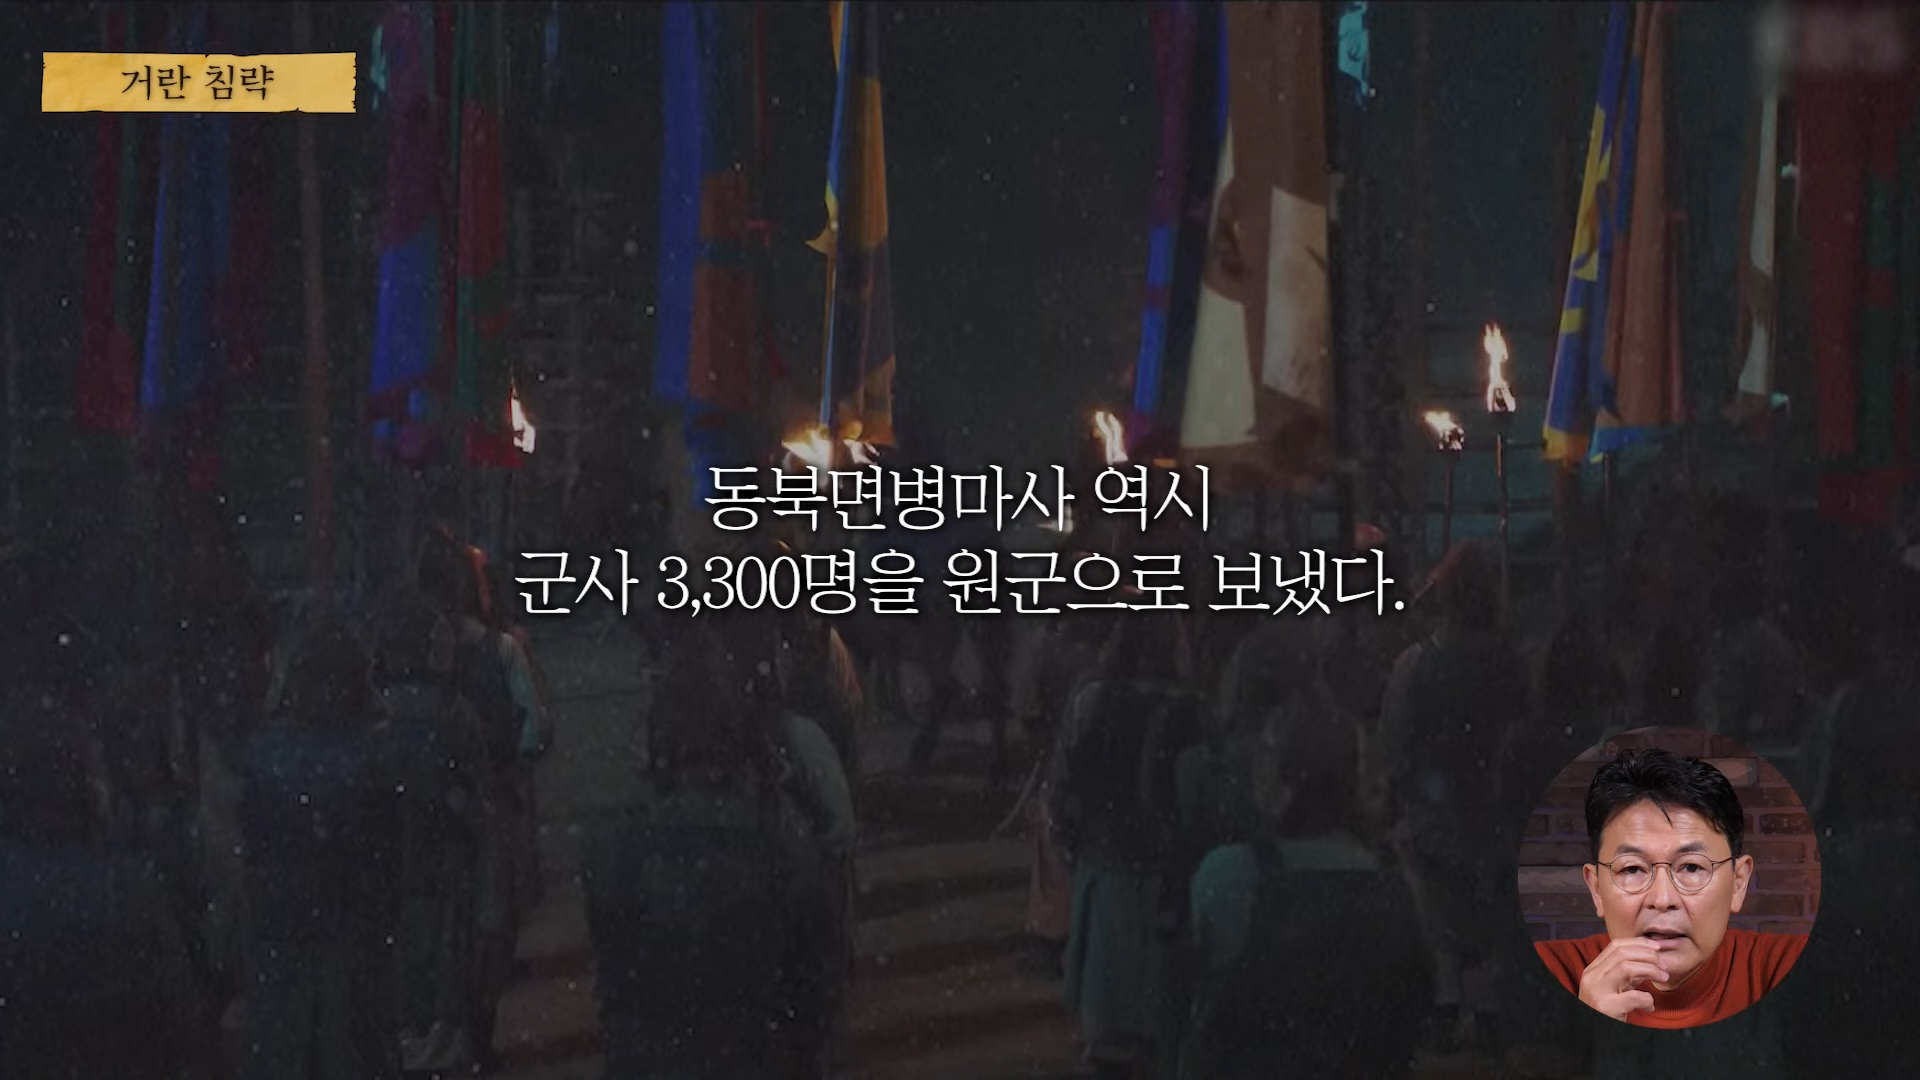 거란 침략
동북면병마사 역시
군사 3,300명을 원군으로 보냈다.